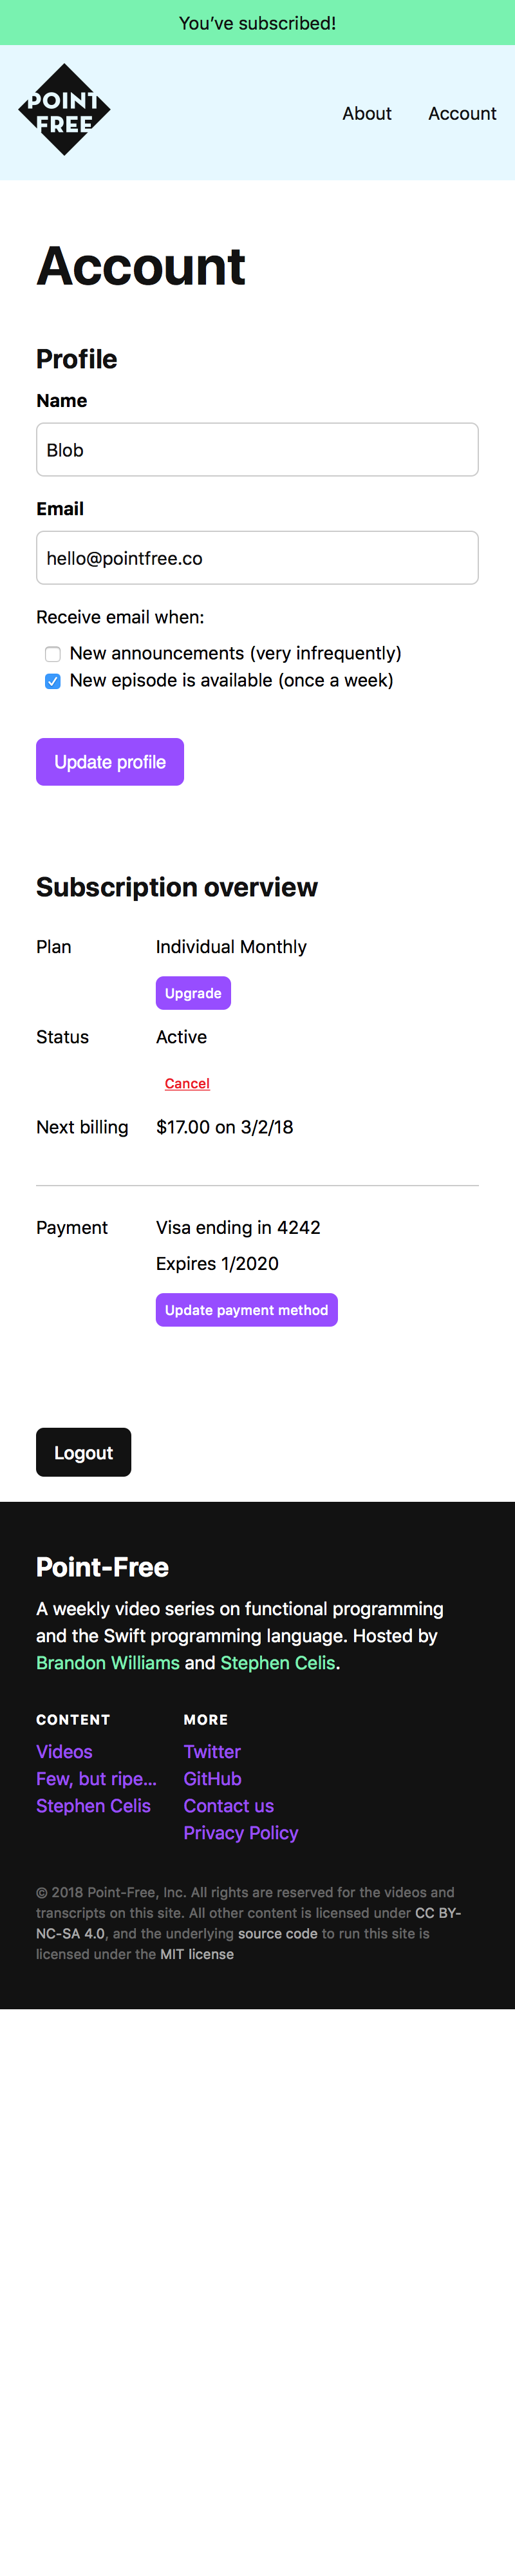 You’ve subscribed!
POINT
FREE
About Account
Account
Profile
Name
Blob
Email
hello@pointfree.co
Receive email when:
New announcements (very infrequently)
New episode is available (once a week)
Update profile
Subscription overview
Plan Individual Monthly
Upgrade
Status Active
Cancel
Next billing $17.00 on 3/2/18
Payment Visa ending in 4242
Expires 1/2020
Update payment method
Logout
Point-Free
A weekly video series on functional programming
and the Swift programming language. Hosted by
Brandon Williams and Stephen Celis.
CONTENT MORE
Videos Twitter
Few, but ripe… GitHub
Stephen Celis Contact us
Privacy Policy
© 2018 Point-Free, Inc. All rights are reserved for the videos and
transcripts on this site. All other content is licensed under CC BY-
NC-SA 4.0, and the underlying source code to run this site is
licensed under the MIT license